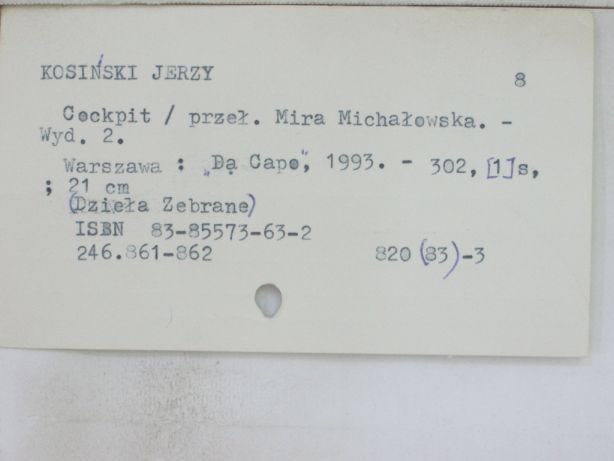 KOSIŃSKI JERZY 8
Cockpit / przeł. Mira Michałowska. -
Wyd. 2.
Warszawa : „Da Capo", 1993. - 302, [1]s,
; 21 cm
(Dzieła Zebrane)
ISBN 83-85573-63-2
246.861-862 820(83)-3